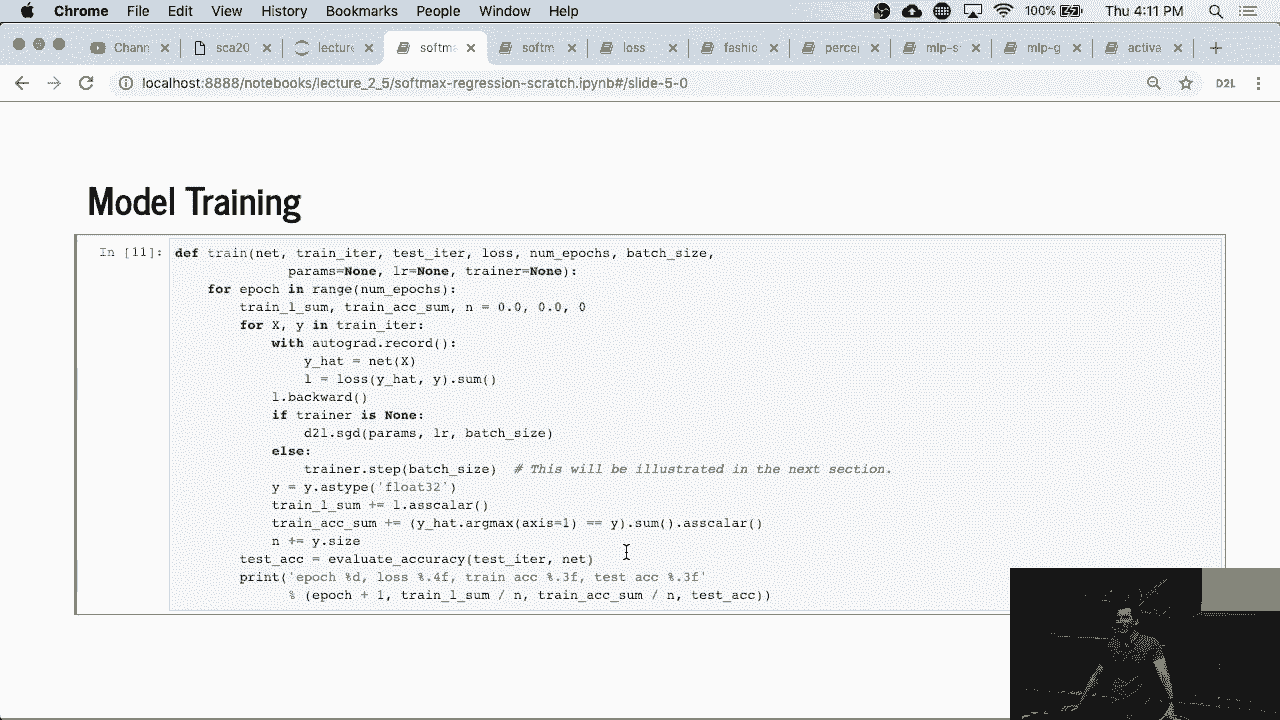 Chrome File Edit View History Bookmarks People Window Help 100% Thu 4:11 PM
Chann sca20 lecture softma softm loss fashic percep mlp-s mlp-g activa
localhost:8888/notebooks/lecture_2_5/softmax-regression-scratch.ipynb#/slide-5-0 D2L
Model Training
In [11]: def train(net, train_iter, test_iter, loss, num_epochs, batch_size,
params=None, lr=None, trainer=None):
for epoch in range(num_epochs):
train_l_sum, train_acc_sum, n = 0.0, 0.0, 0
for X, y in train_iter:
with autograd.record():
y_hat = net(X)
l = loss(y_hat, y).sum()
l.backward()
if trainer is None:
d2l.sgd(params, lr, batch_size)
else:
trainer.step(batch_size) # This will be illustrated in the next section.
y = y.astype('float32')
train_l_sum += l.asscalar()
train_acc_sum += (y_hat.argmax(axis=1) == y).sum().asscalar()
n += y.size
test_acc = evaluate_accuracy(test_iter, net)
print('epoch %d, loss %.4f, train acc %.3f, test acc %.3f'
% (epoch + 1, train_l_sum / n, train_acc_sum / n, test_acc))